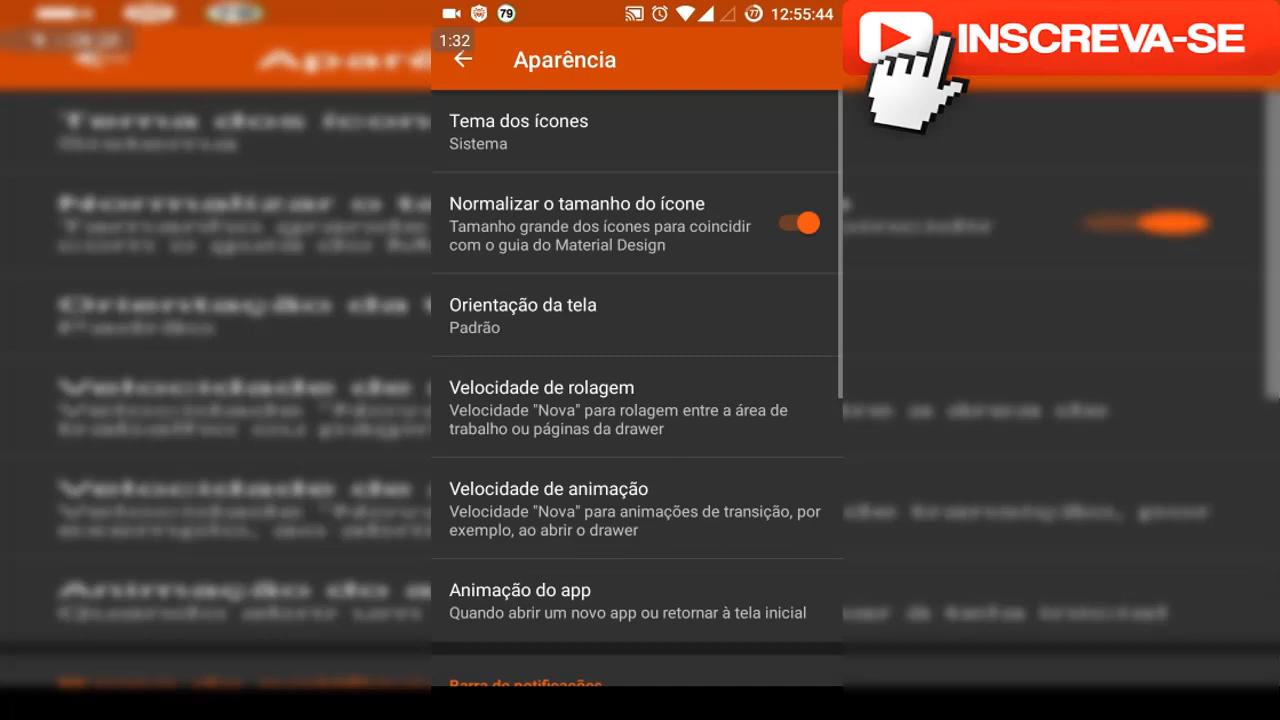 79
77
12:55:44
1:32
Aparência
INSCREVA-SE
Tema dos ícones
Sistema
Normalizar o tamanho do ícone
Tamanho grande dos ícones para coincidir
com o guia do Material Design
Orientação da tela
Padrão
Velocidade de rolagem
Velocidade "Nova" para rolagem entre a área de
trabalho ou páginas da drawer
Velocidade de animação
Velocidade "Nova" para animações de transição, por
exemplo, ao abrir o drawer
Animação do app
Quando abrir um novo app ou retornar à tela inicial
Barra de notificações